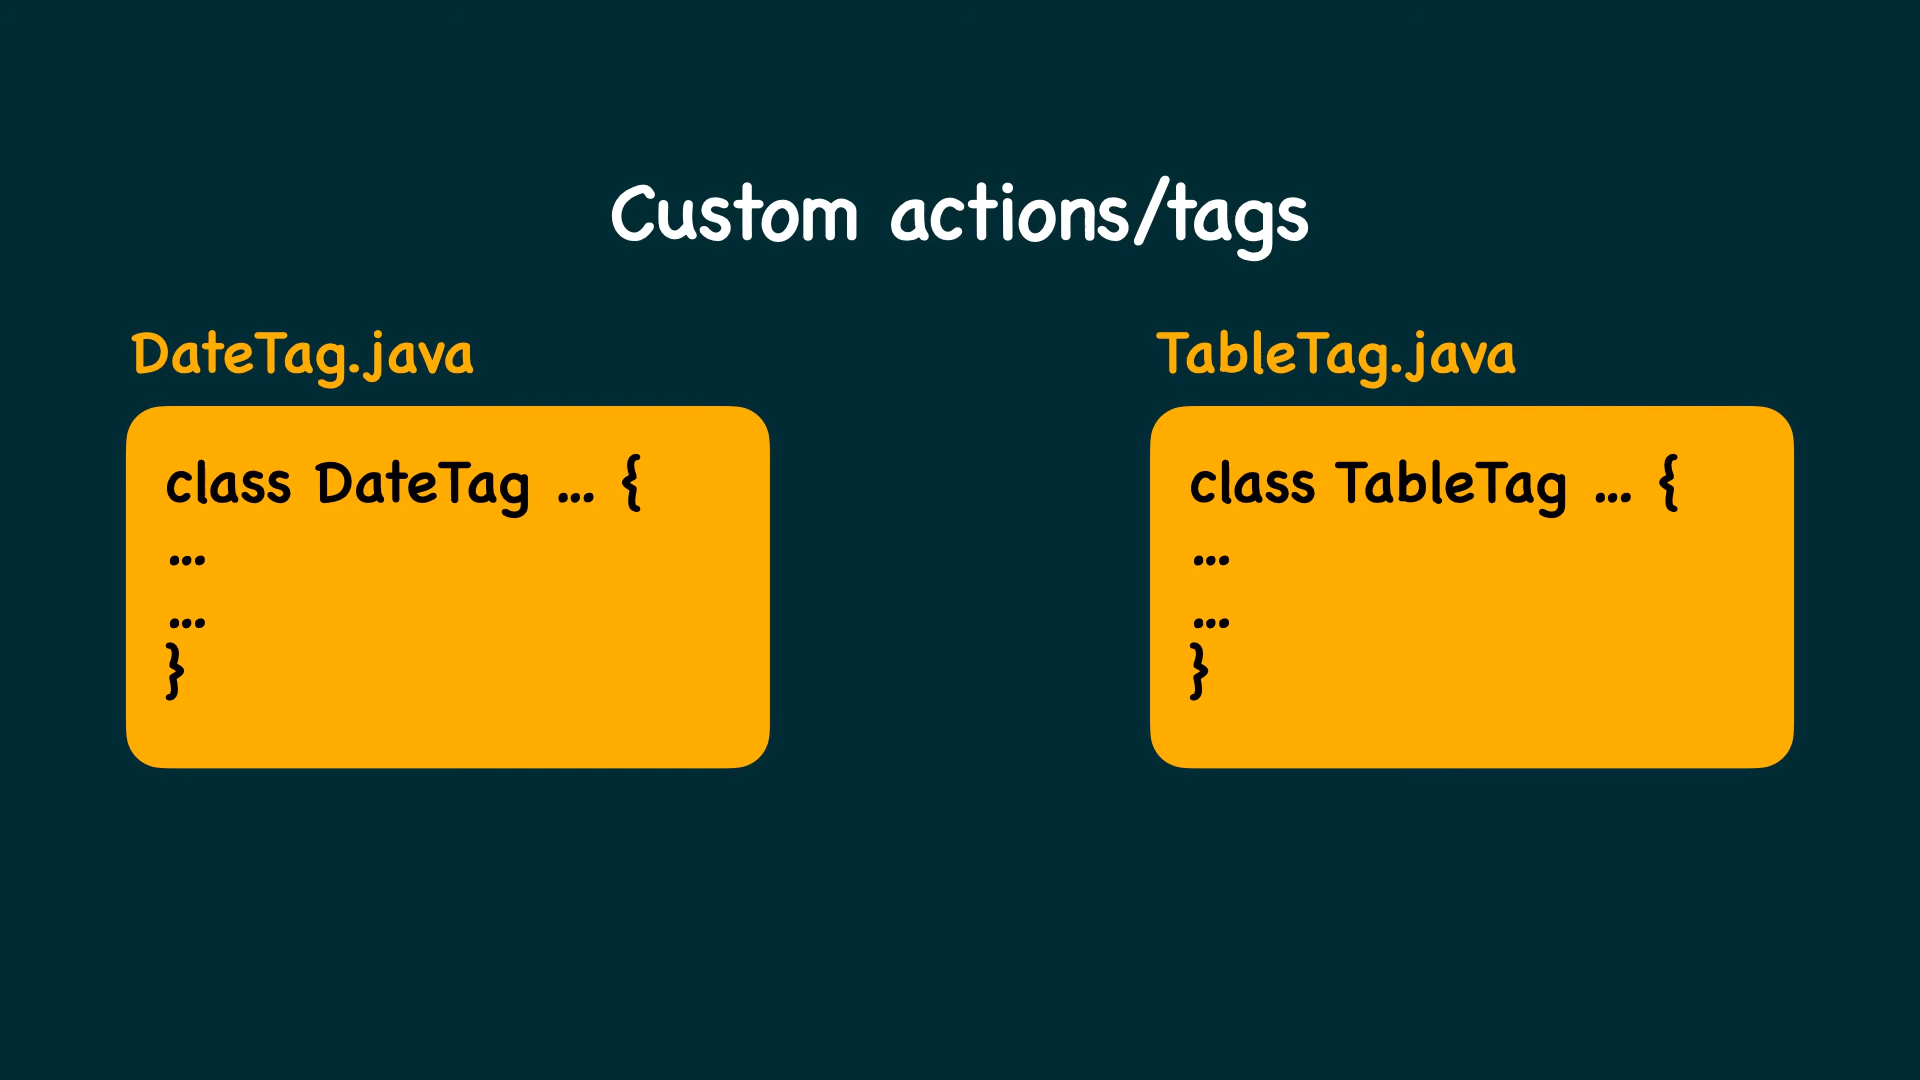 Custom actions/tags
DateTag.java
class DateTag ... {
...
...
}
TableTag.java
class TableTag ... {
...
...
}